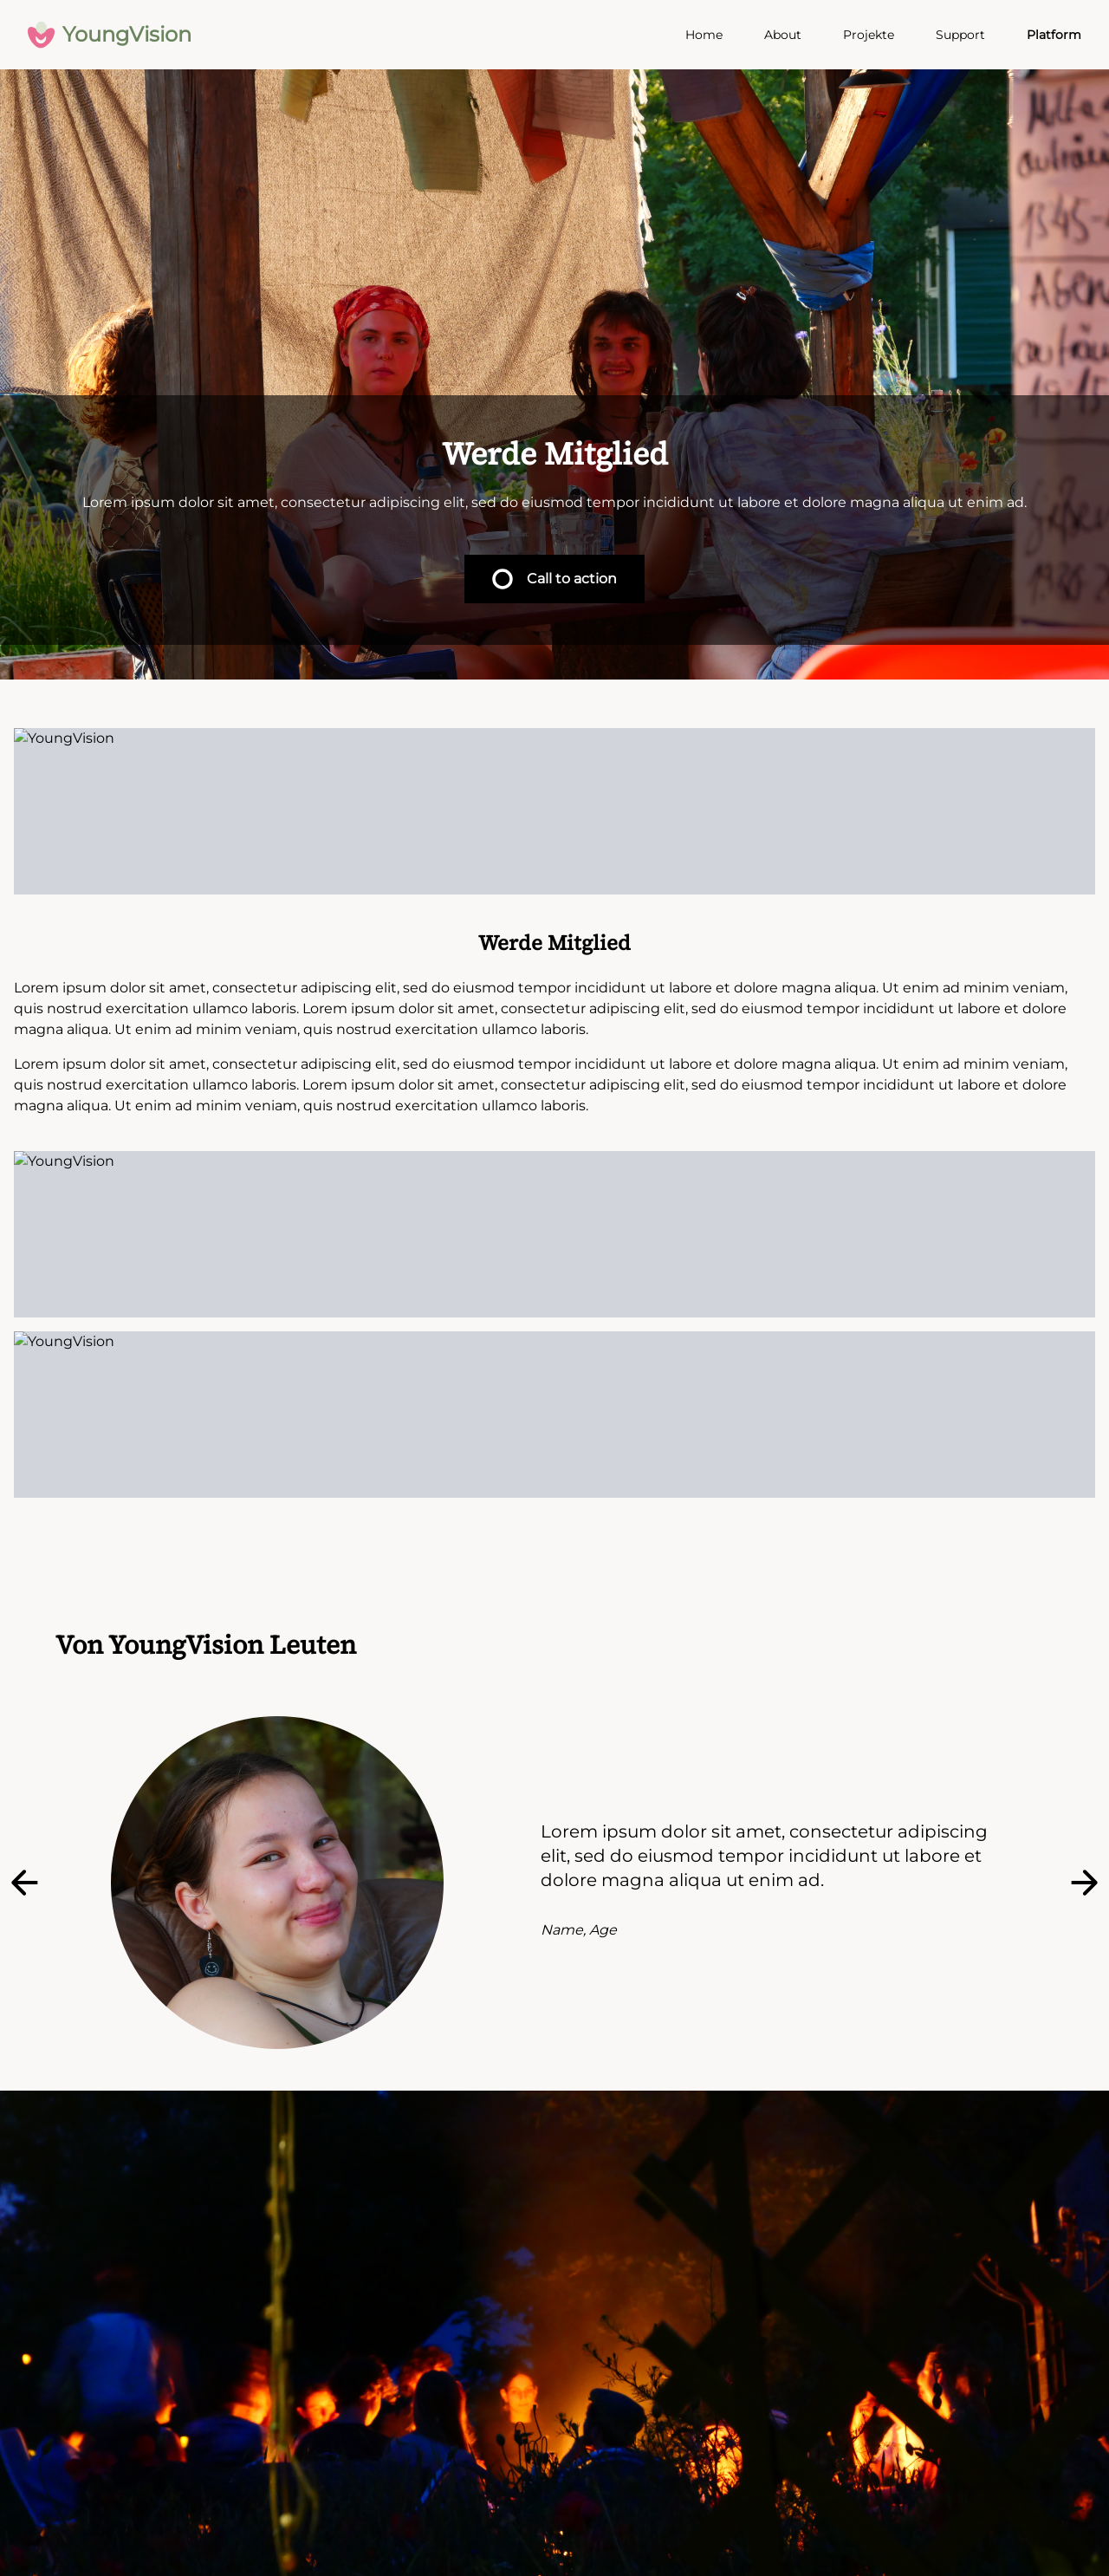 YoungVision
Home About Projekte Support Platform
Werde Mitglied
Lorem ipsum dolor sit amet, consectetur adipiscing elit, sed do eiusmod tempor incididunt ut labore et dolore magna aliqua ut enim ad.
Call to action
YoungVision
Werde Mitglied
Lorem ipsum dolor sit amet, consectetur adipiscing elit, sed do eiusmod tempor incididunt ut labore et dolore magna aliqua. Ut enim ad minim veniam,
quis nostrud exercitation ullamco laboris. Lorem ipsum dolor sit amet, consectetur adipiscing elit, sed do eiusmod tempor incididunt ut labore et dolore
magna aliqua. Ut enim ad minim veniam, quis nostrud exercitation ullamco laboris.
Lorem ipsum dolor sit amet, consectetur adipiscing elit, sed do eiusmod tempor incididunt ut labore et dolore magna aliqua. Ut enim ad minim veniam,
quis nostrud exercitation ullamco laboris. Lorem ipsum dolor sit amet, consectetur adipiscing elit, sed do eiusmod tempor incididunt ut labore et dolore
magna aliqua. Ut enim ad minim veniam, quis nostrud exercitation ullamco laboris.
YoungVision
YoungVision
Von YoungVision Leuten
Lorem ipsum dolor sit amet, consectetur adipiscing
elit, sed do eiusmod tempor incididunt ut labore et
dolore magna aliqua ut enim ad.
Name, Age